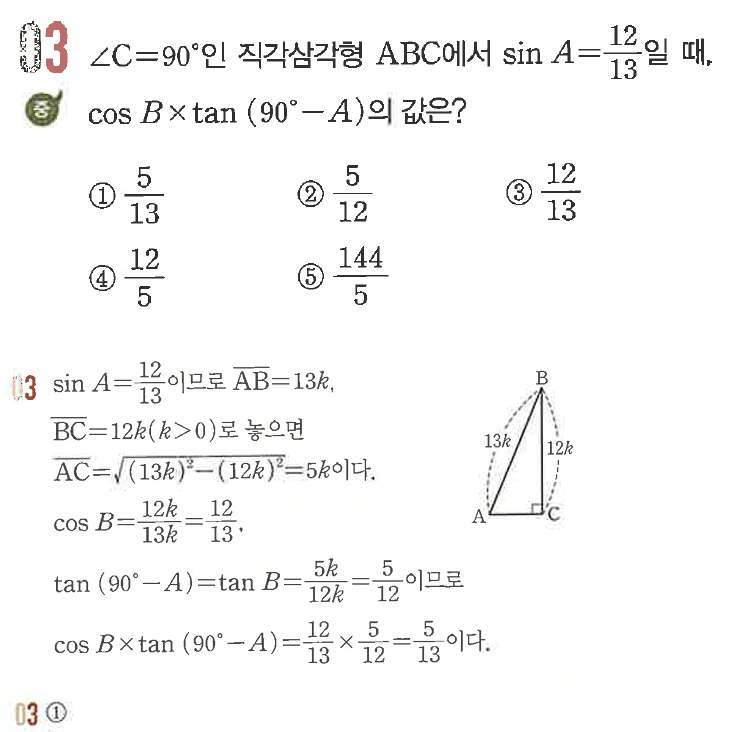 03 ∠C=90°인 직각삼각형 ABC에서 sin A=12/13일 때,
중 cos B×tan (90°-A)의 값은?
① 5/13 ② 5/12 ③ 12/13
④ 12/5 ⑤ 144/5
03 sin A=12/13이므로 \overline{AB}=13k,
\overline{BC}=12k(k>0)로 놓으면
\overline{AC}=√((13k)²-(12k)²)=5k이다.
cos B=12k/13k=12/13,
tan (90°-A)=tan B=5k/12k=5/12이므로
cos B×tan (90°-A)=12/13×5/12=5/13이다.
B
13k 12k
A C
03 ①